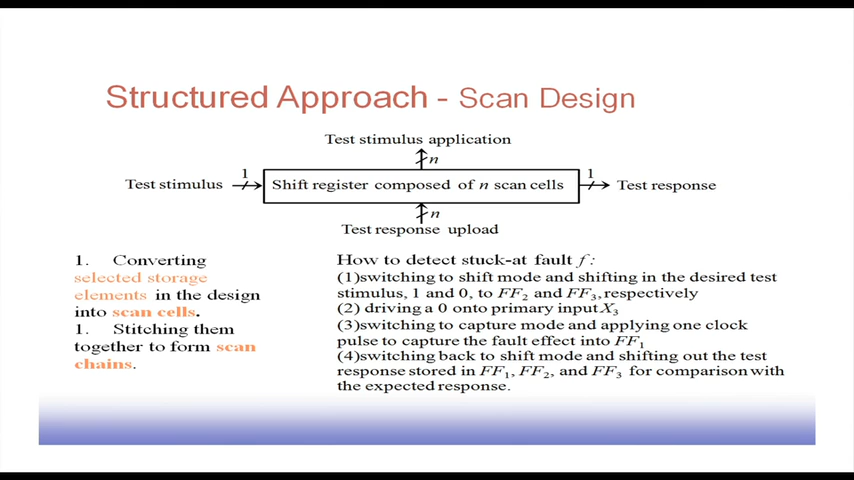 Structured Approach - Scan Design
Test stimulus application
n
1
1
Test stimulus
Shift register composed of n scan cells
Test response
n
Test response upload
1. Converting
selected storage
elements in the design
into scan cells.
1. Stitching them
together to form scan
chains.
How to detect stuck-at fault f:
(1)switching to shift mode and shifting in the desired test
stimulus, 1 and 0, to FF2 and FF3, respectively
(2) driving a 0 onto primary input X3
(3)switching to capture mode and applying one clock
pulse to capture the fault effect into FF1
(4)switching back to shift mode and shifting out the test
response stored in FF1, FF2, and FF3 for comparison with
the expected response.